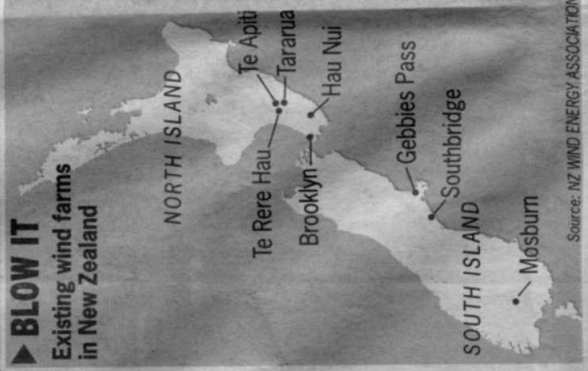 ▶ BLOW IT
Existing wind farms
in New Zealand
NORTH ISLAND
Te Apiti
Tararua
Hau Nui
Te Rere Hau
Brooklyn
Gebbies Pass
Southbridge
SOUTH ISLAND
Mosburn
Source: NZ WIND ENERGY ASSOCIATION